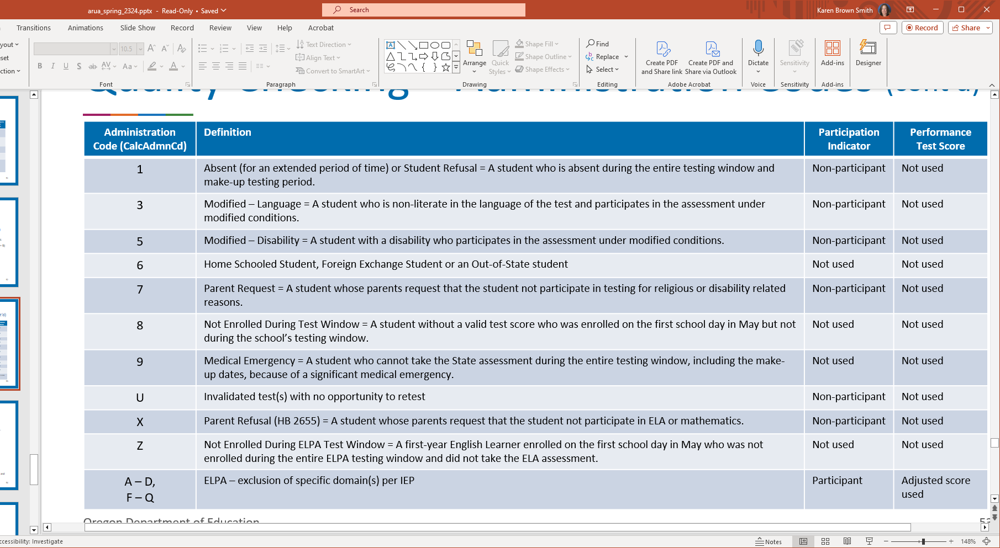 arua_spring_2324.pptx - Read-Only • Saved
Search
Karen Brown Smith
Transitions
Animations
Slide Show
Record
Review
View
Help
Acrobat
Record
Share
yout
10.5
Text Direction
Shape Fill
Find
set
Align Text
Arrange
Quick
Styles
Shape Outline
Replace
Create PDF
and Share link
Create PDF and
Share via Outlook
Dictate
Sensitivity
Add-ins
Designer
ction
B I U S ab AV Aa A
Convert to SmartArt
Shape Effects
Select
Font
Paragraph
Drawing
Editing
Adobe Acrobat
Voice
Sensitivity
Add-ins
Administration
Code (CalcAdmnCd)
Definition
Participation
Indicator
Performance
Test Score
1
Absent (for an extended period of time) or Student Refusal = A student who is absent during the entire testing window and
make-up testing period.
Non-participant
Not used
3
Modified – Language = A student who is non-literate in the language of the test and participates in the assessment under
modified conditions.
Non-participant
Not used
5
Modified – Disability = A student with a disability who participates in the assessment under modified conditions.
Non-participant
Not used
6
Home Schooled Student, Foreign Exchange Student or an Out-of-State student
Not used
Not used
7
Parent Request = A student whose parents request that the student not participate in testing for religious or disability related
reasons.
Non-participant
Not used
8
Not Enrolled During Test Window = A student without a valid test score who was enrolled on the first school day in May but not
during the school’s testing window.
Not used
Not used
9
Medical Emergency = A student who cannot take the State assessment during the entire testing window, including the make-
up dates, because of a significant medical emergency.
Not used
Not used
U
Invalidated test(s) with no opportunity to retest
Non-participant
Not used
X
Parent Refusal (HB 2655) = A student whose parents request that the student not participate in ELA or mathematics.
Non-participant
Not used
Z
Not Enrolled During ELPA Test Window = A first-year English Learner enrolled on the first school day in May who was not
enrolled during the entire ELPA testing window and did not take the ELA assessment.
Not used
Not used
A – D,
F – Q
ELPA – exclusion of specific domain(s) per IEP
Participant
Adjusted score
used
Oregon Department of Education
ccessibility: Investigate
Notes
148%